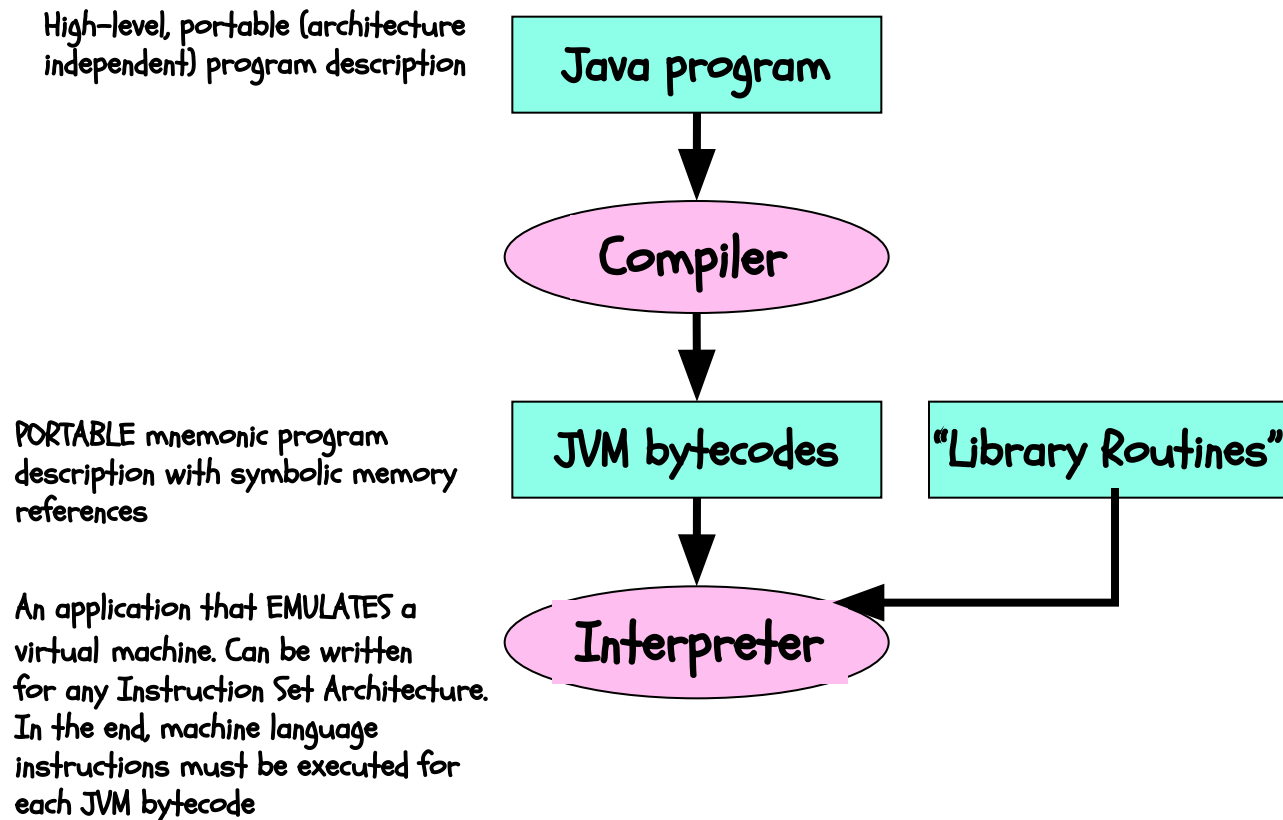 High-level, portable (architecture
independent) program description
Java program
Compiler
PORTABLE mnemonic program
description with symbolic memory
references
JVM bytecodes
“Library Routines”
An application that EMULATES a
virtual machine. Can be written
for any Instruction Set Architecture.
In the end, machine language
instructions must be executed for
each JVM bytecode
Interpreter